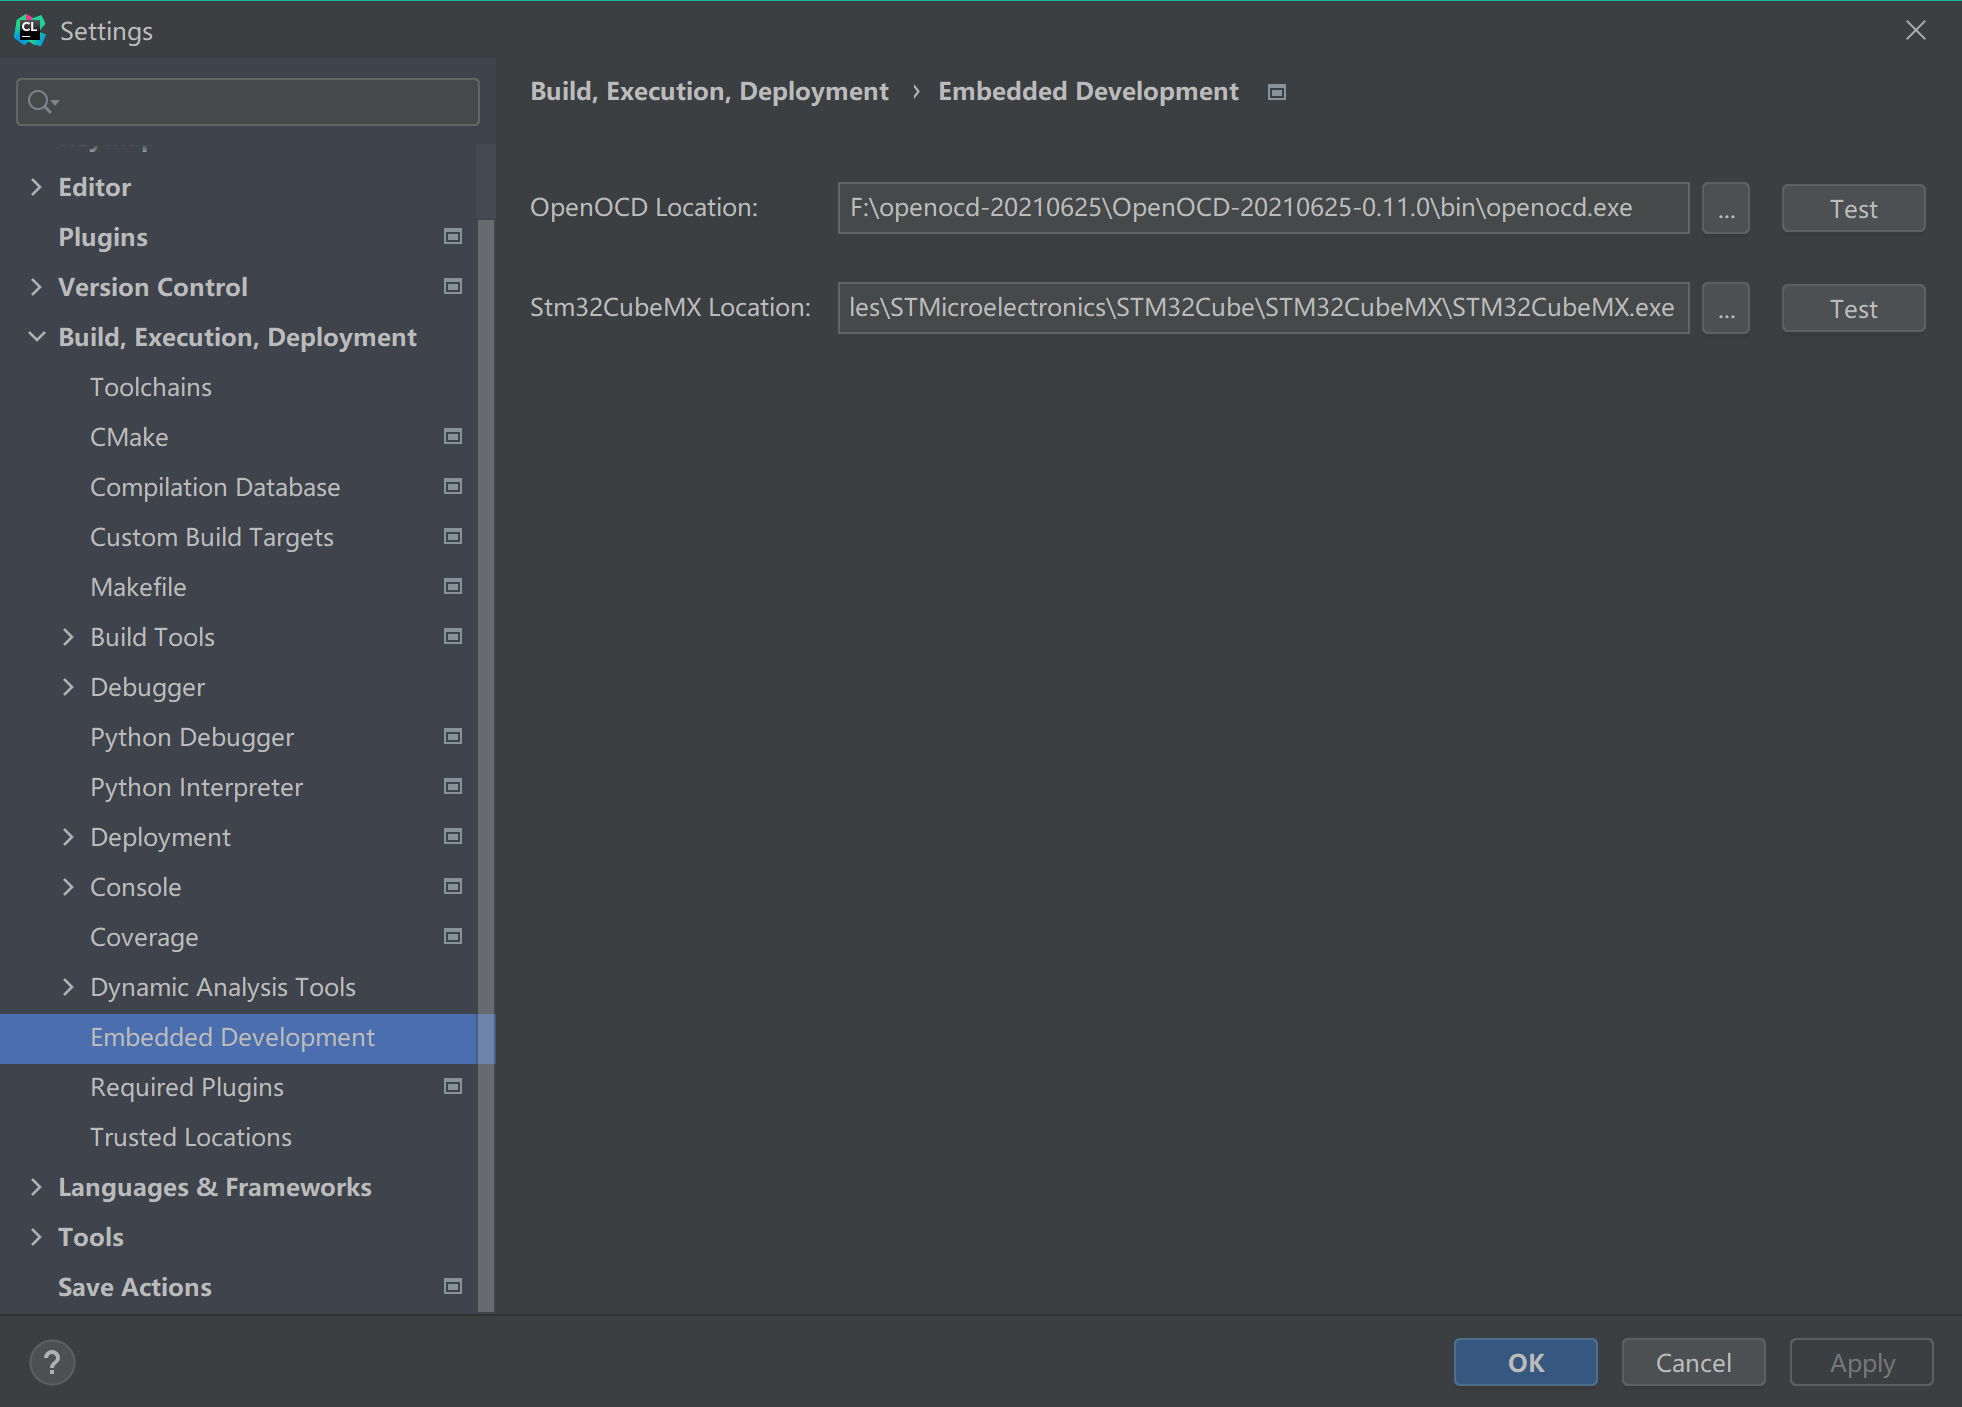 CL
Settings
Build, Execution, Deployment › Embedded Development
Editor
Plugins
Version Control
Build, Execution, Deployment
Toolchains
CMake
Compilation Database
Custom Build Targets
Makefile
Build Tools
Debugger
Python Debugger
Python Interpreter
Deployment
Console
Coverage
Dynamic Analysis Tools
Embedded Development
Required Plugins
Trusted Locations
Languages & Frameworks
Tools
Save Actions
OpenOCD Location: F:\openocd-20210625\OpenOCD-20210625-0.11.0\bin\openocd.exe ... Test
Stm32CubeMX Location: les\STMicroelectronics\STM32Cube\STM32CubeMX\STM32CubeMX.exe ... Test
? OK Cancel Apply